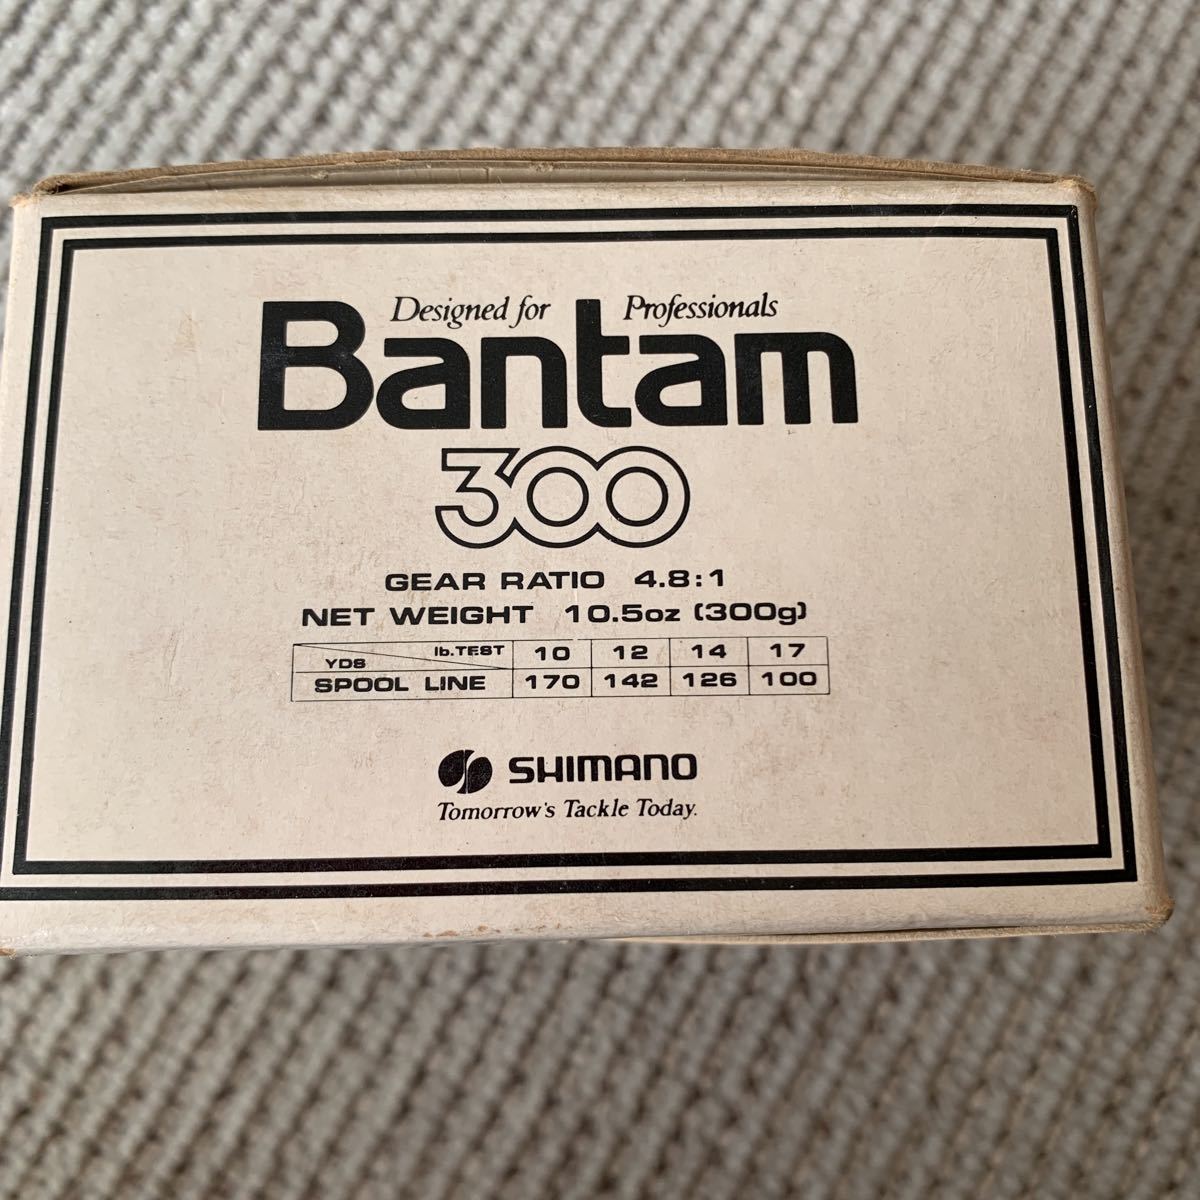 Designed for Professionals
Bantam
300
GEAR RATIO 4.8:1
NET WEIGHT 10.5oz (300g)
YDS lb.TEST 10 12 14 17
SPOOL LINE 170 142 126 100
SHIMANO
Tomorrow's Tackle Today.